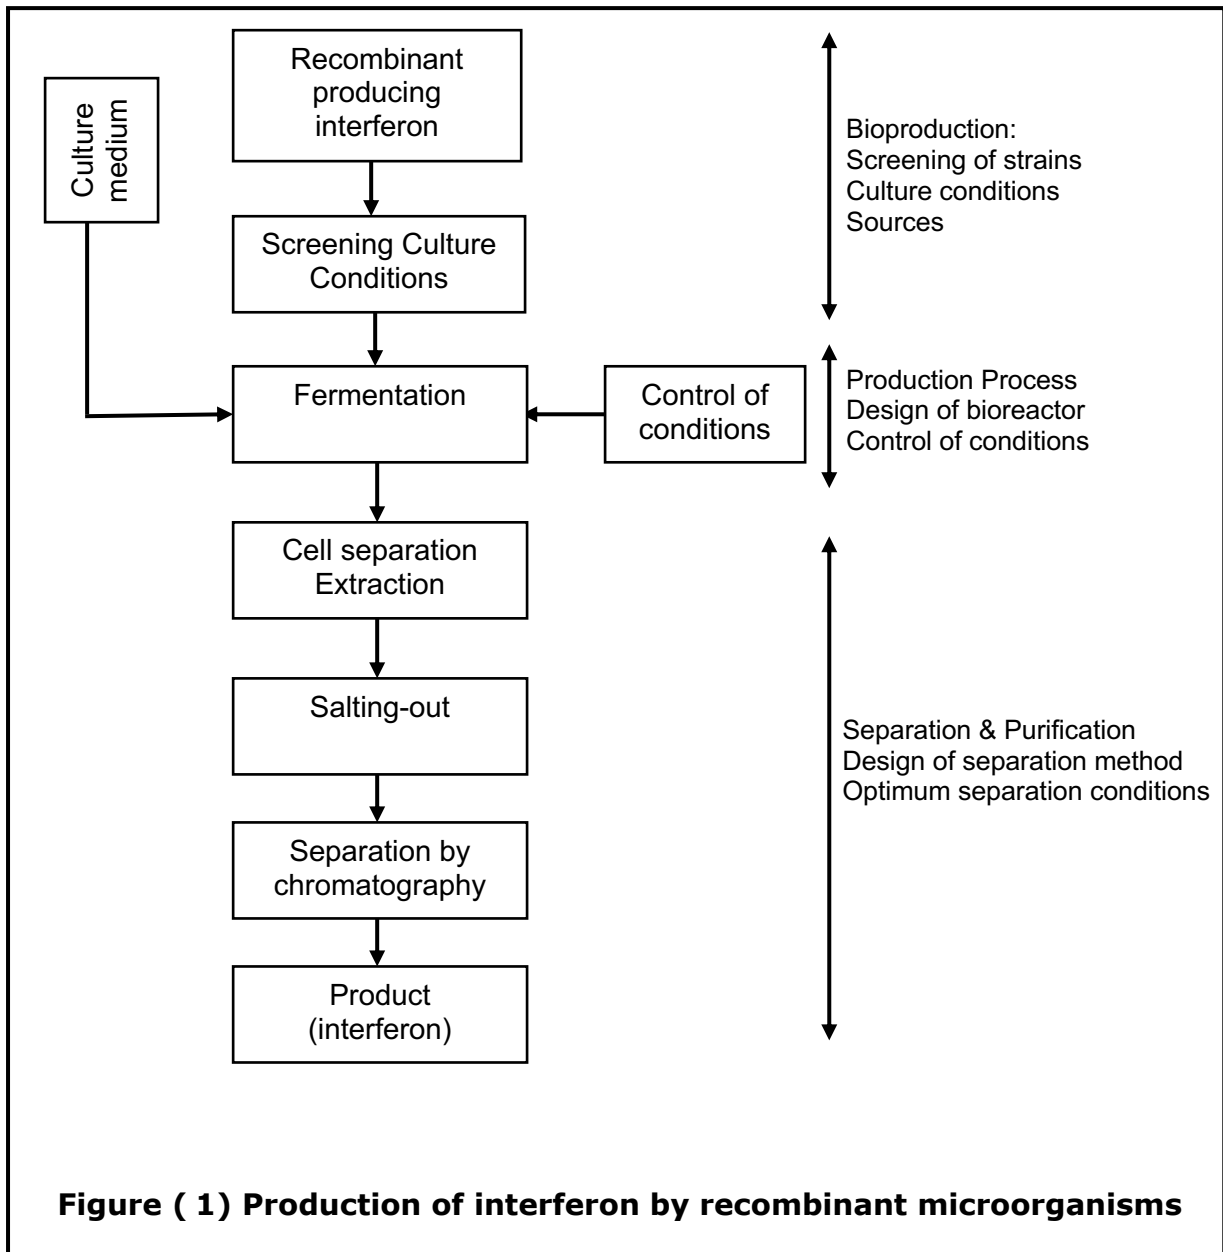 Recombinant
producing
interferon
Culture
medium
Bioproduction:
Screening of strains
Culture conditions
Sources
Screening Culture
Conditions
Fermentation
Control of
conditions
Production Process
Design of bioreactor
Control of conditions
Cell separation
Extraction
Salting-out
Separation & Purification
Design of separation method
Optimum separation conditions
Separation by
chromatography
Product
(interferon)
Figure ( 1) Production of interferon by recombinant microorganisms